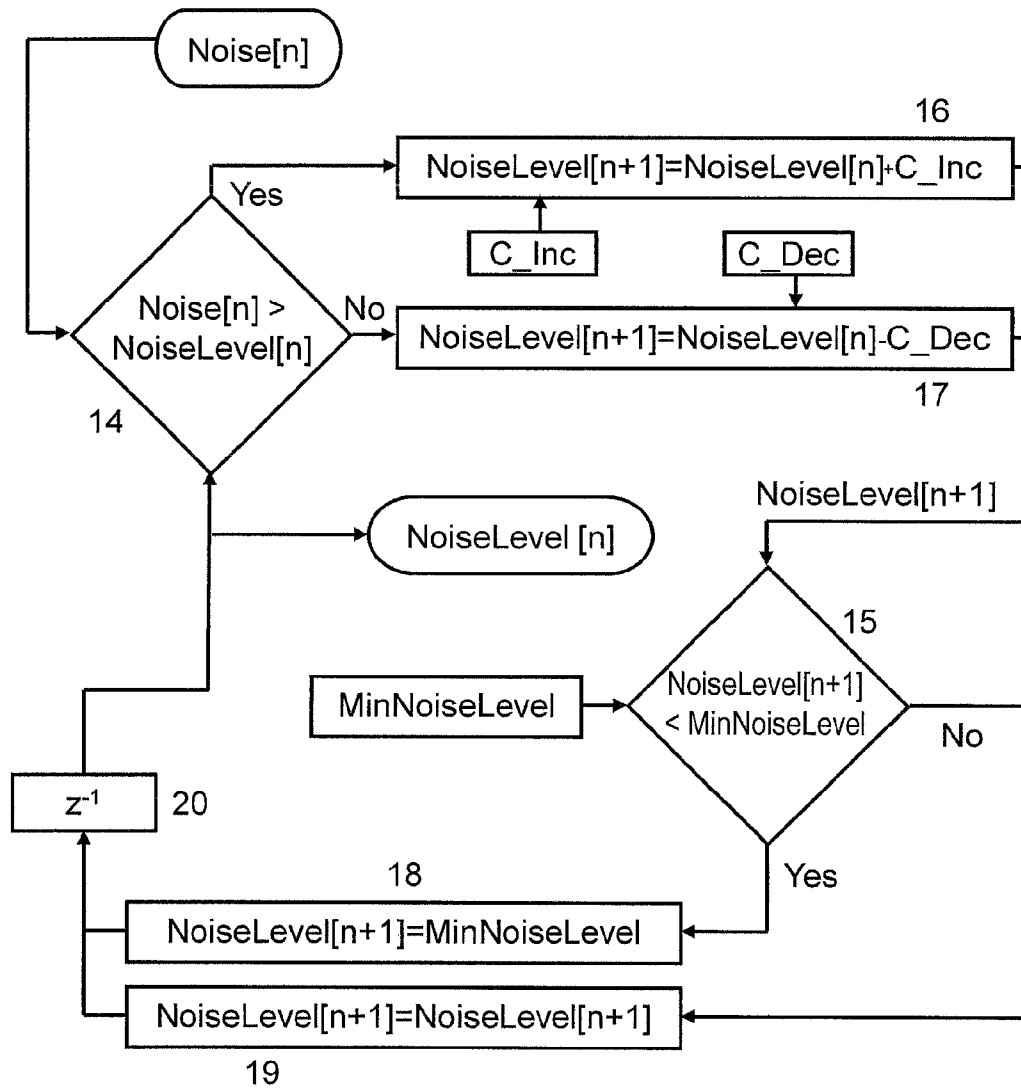 Noise[n]
16
NoiseLevel[n+1]=NoiseLevel[n]+C_Inc
Yes
C_Inc
C_Dec
Noise[n] >
NoiseLevel[n]
No
NoiseLevel[n+1]=NoiseLevel[n]-C_Dec
17
14
NoiseLevel[n+1]
NoiseLevel [n]
15
NoiseLevel[n+1]
< MinNoiseLevel
MinNoiseLevel
No
z⁻¹
20
Yes
18
NoiseLevel[n+1]=MinNoiseLevel
NoiseLevel[n+1]=NoiseLevel[n+1]
19